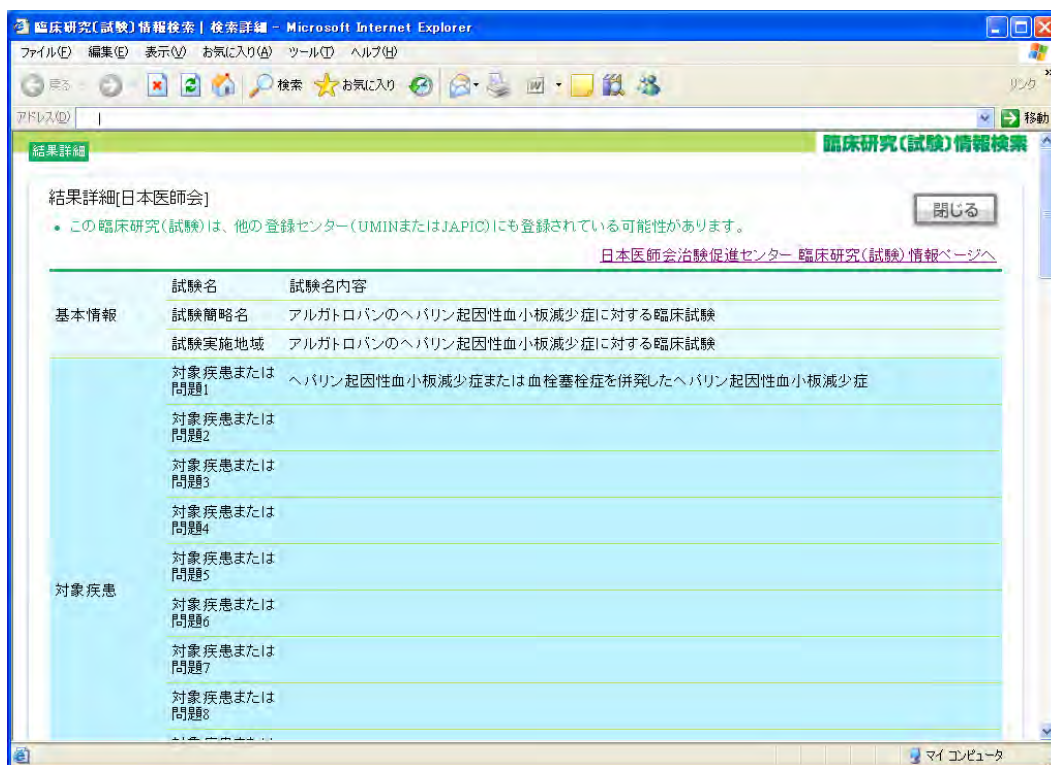 臨床研究(試験)情報検索 | 検索詳細 - Microsoft Internet Explorer
ファイル(F) 編集(E) 表示(V) お気に入り(A) ツール(T) ヘルプ(H)
戻る 検索 お気に入り リンク
アドレス(D) 移動
結果詳細 臨床研究(試験)情報検索
結果詳細[日本医師会] 閉じる
• この臨床研究(試験)は、他の登録センター(UMINまたはJAPIC)にも登録されている可能性があります。
日本医師会治験促進センター 臨床研究(試験)情報ページへ
試験名 試験名内容
基本情報 試験簡略名 アルガトロバンのヘパリン起因性血小板減少症に対する臨床試験
試験実施地域 アルガトロバンのヘパリン起因性血小板減少症に対する臨床試験
対象疾患または
問題1 ヘパリン起因性血小板減少症または血栓塞栓症を併発したヘパリン起因性血小板減少症
対象疾患または
問題2
対象疾患または
問題3
対象疾患または
問題4
対象疾患または
問題5
対象疾患
対象疾患または
問題6
対象疾患または
問題7
対象疾患または
問題8
マイ コンピュータ